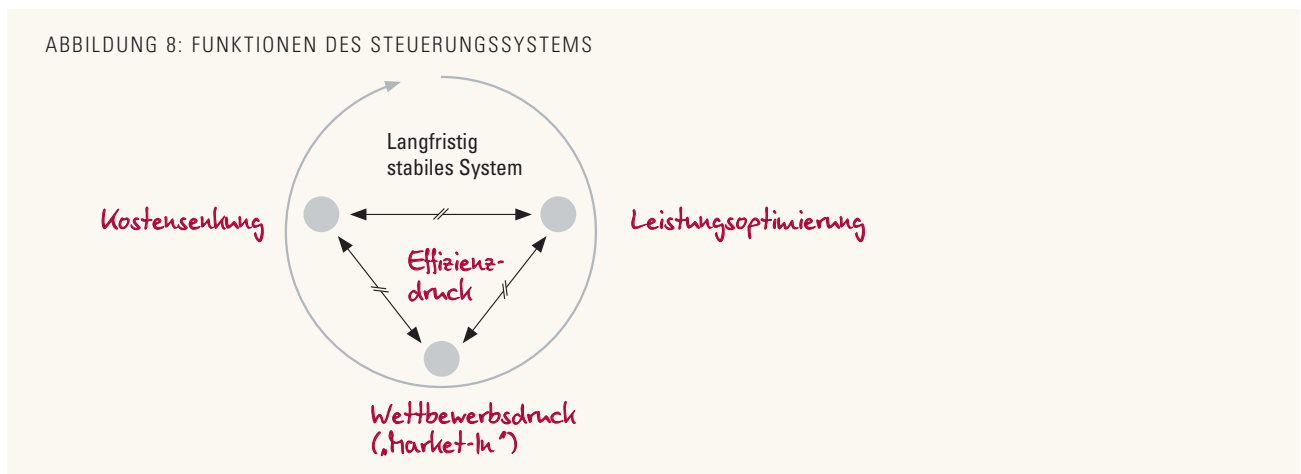 ABBILDUNG 8: FUNKTIONEN DES STEUERUNGSSYSTEMS
Langfristig
stabiles System
Kostensenkung
Leistungsoptimierung
Effizienz-
druck
Wettbewerbsdruck
(„Market-In“)